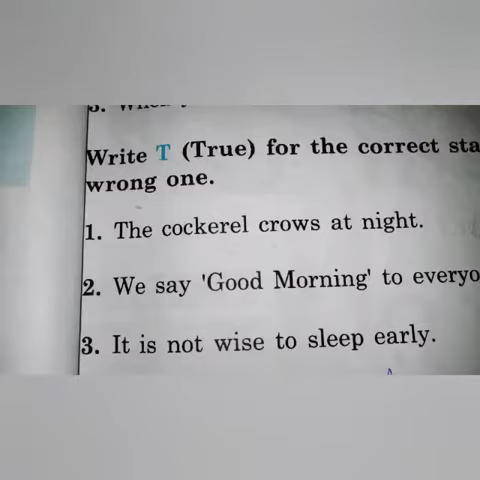 Write T (True) for the correct sta
wrong one.
1. The cockerel crows at night.
2. We say 'Good Morning' to everyo
3. It is not wise to sleep early.